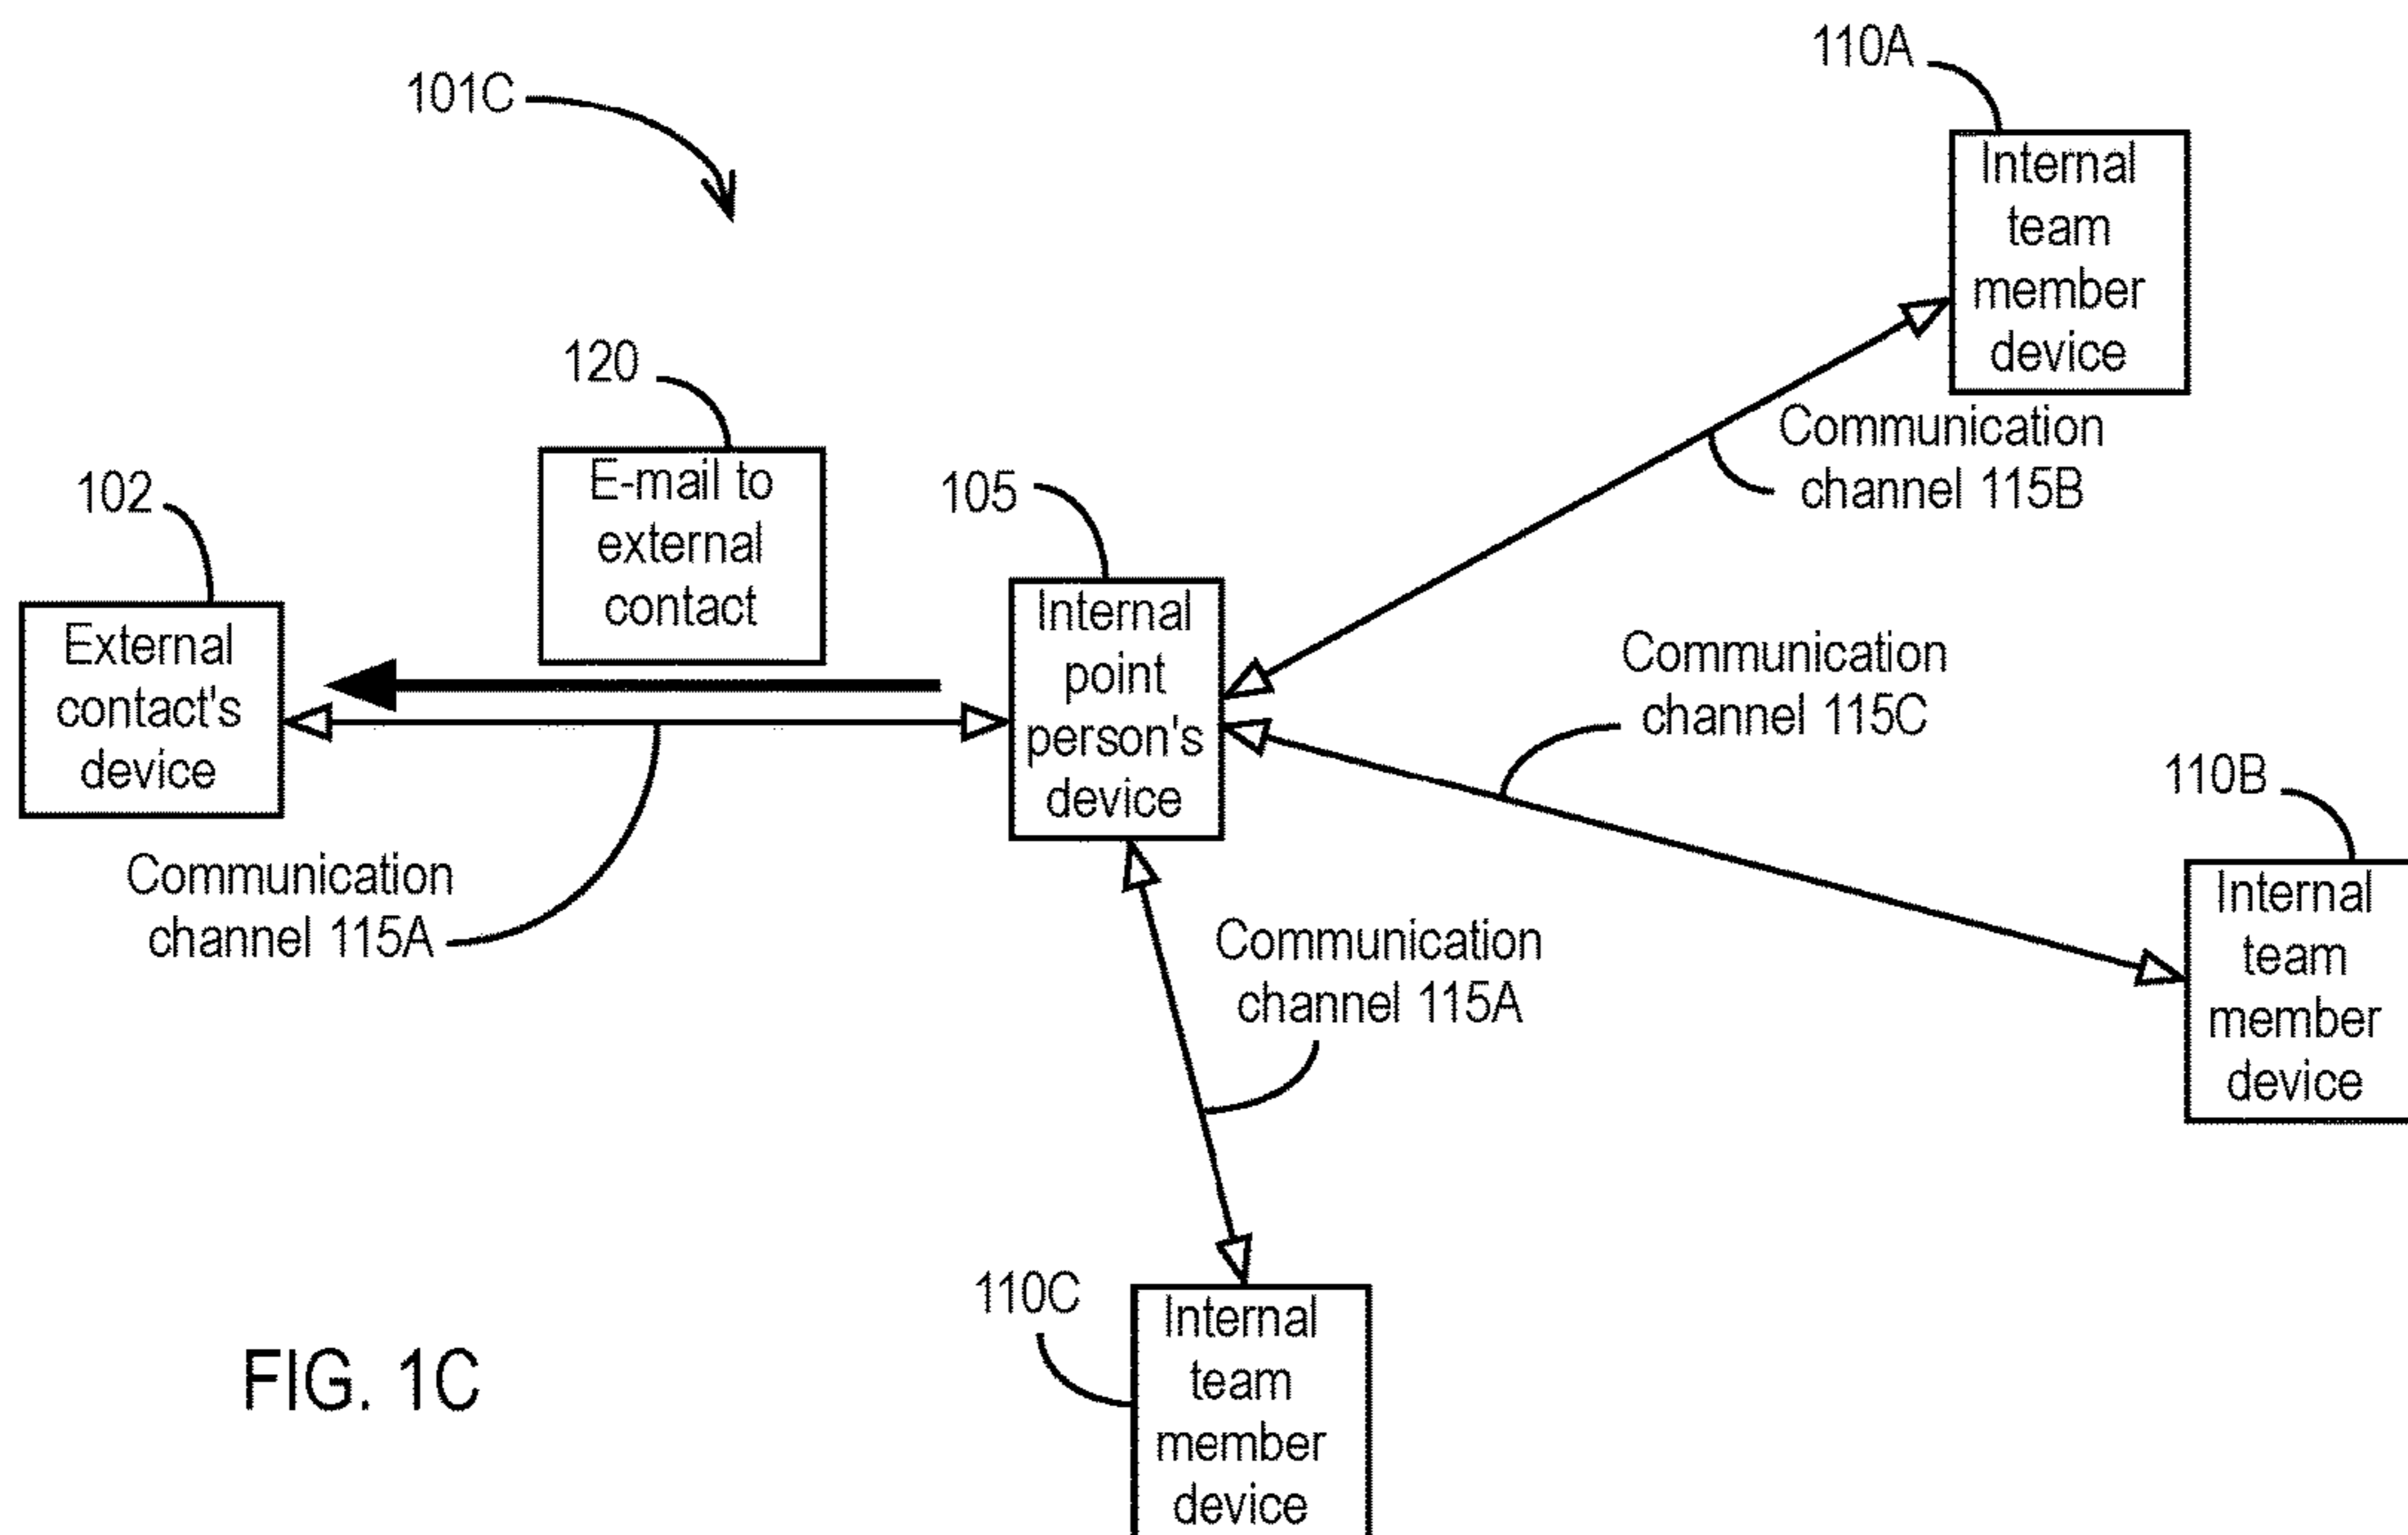 110A
101C
Internal
team
member
device
120
Communication
channel 115B
E-mail to
external
contact
102
105
Internal
point
person's
device
External
contact's
device
Communication
channel 115C
110B
Communication
channel 115A
Internal
team
member
device
Communication
channel 115A
110C
Internal
team
member
device
FIG. 1C